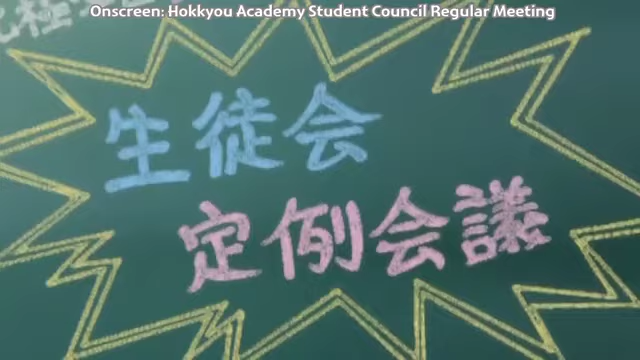 Onscreen: Hokkyou Academy Student Council Regular Meeting
生徒会
定例会議